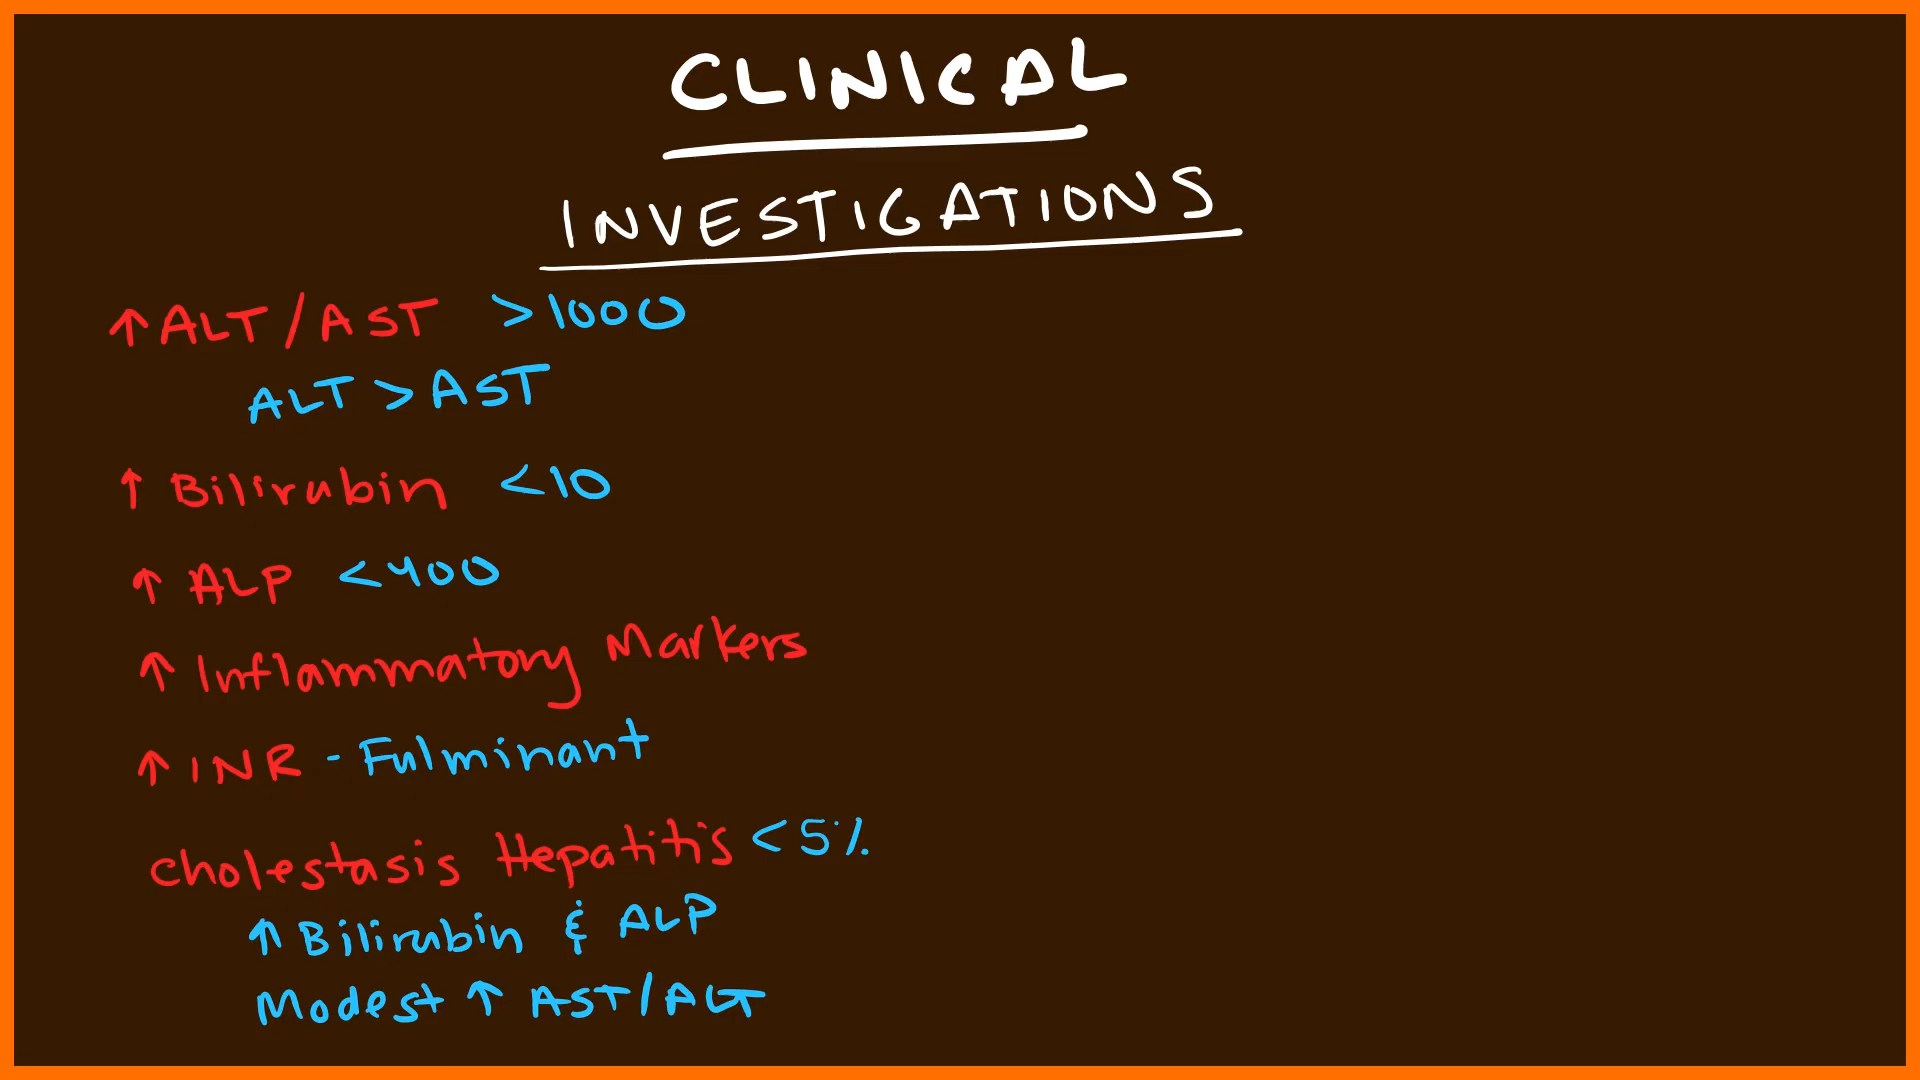 CLINICAL
INVESTIGATIONS
↑ ALT/AST >1000
ALT > AST
↑ Bilirubin <10
↑ ALP <400
↑ Inflammatory Markers
↑ INR - Fulminant
Cholestasis Hepatitis <5%
↑ Bilirubin & ALP
Modest ↑ AST/ALT